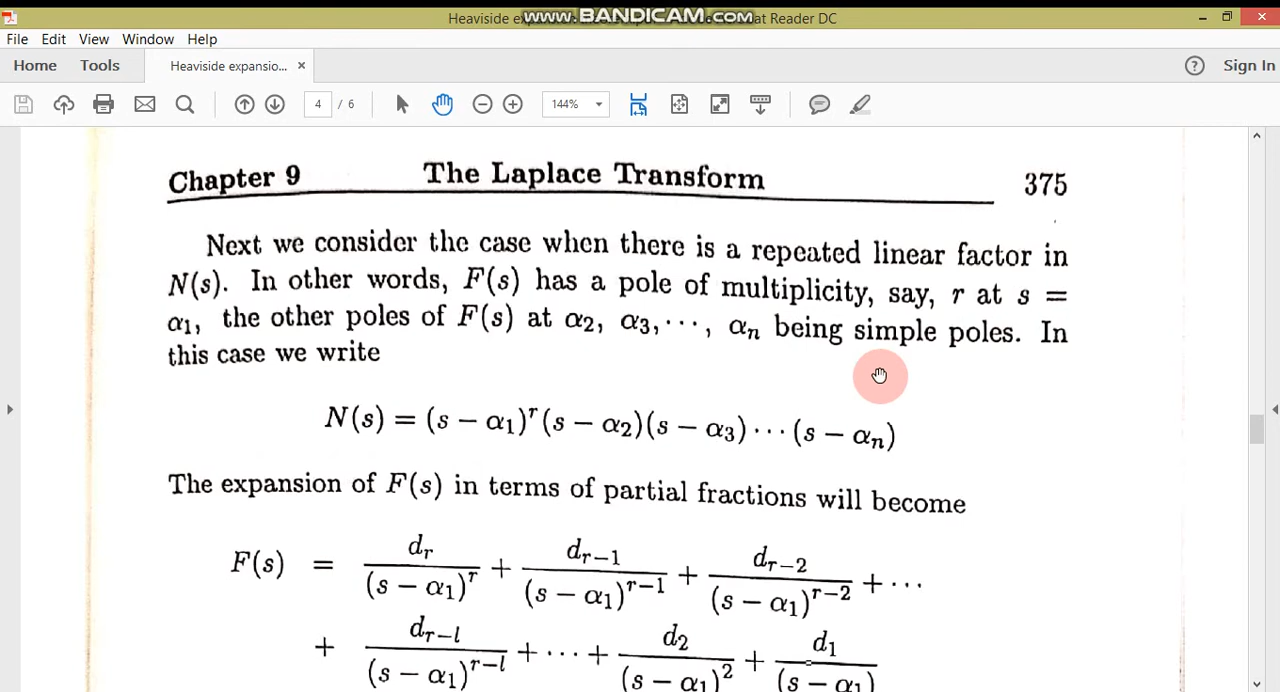 Heaviside ex www.BANDICAM.com at Reader DC
File Edit View Window Help
Home Tools Heaviside expansio... × Sign In
4 / 6 144%
Chapter 9 The Laplace Transform 375
Next we consider the case when there is a repeated linear factor in
N(s). In other words, F(s) has a pole of multiplicity, say, r at s =
α₁, the other poles of F(s) at α₂, α₃, ⋯, αₙ being simple poles. In
this case we write
N(s) = (s − α₁)ʳ (s − α₂)(s − α₃) ⋯ (s − αₙ)
The expansion of F(s) in terms of partial fractions will become
F(s) = d_r/(s − α₁)^r + d_{r−1}/(s − α₁)^{r−1} + d_{r−2}/(s − α₁)^{r−2} + ⋯
+ d_{r−l}/(s − α₁)^{r−l} + ⋯ + d₂/(s − α₁)² + d₁/(s − α₁)